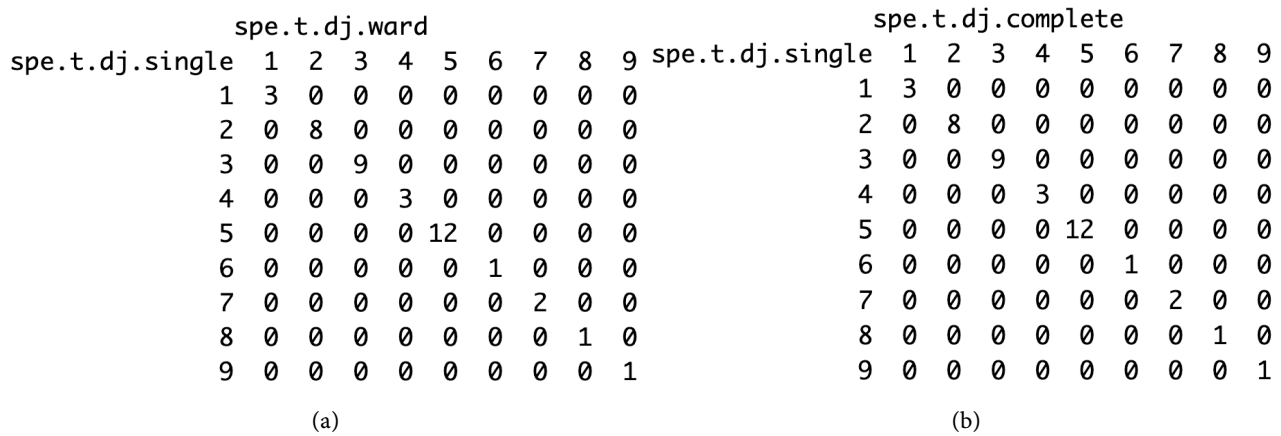 spe.t.dj.ward
spe.t.dj.single 1 2 3 4 5 6 7 8 9
1 3 0 0 0 0 0 0 0 0
2 0 8 0 0 0 0 0 0 0
3 0 0 9 0 0 0 0 0 0
4 0 0 0 3 0 0 0 0 0
5 0 0 0 0 12 0 0 0 0
6 0 0 0 0 0 1 0 0 0
7 0 0 0 0 0 0 2 0 0
8 0 0 0 0 0 0 0 1 0
9 0 0 0 0 0 0 0 0 1
(a)
spe.t.dj.complete
spe.t.dj.single 1 2 3 4 5 6 7 8 9
1 3 0 0 0 0 0 0 0 0
2 0 8 0 0 0 0 0 0 0
3 0 0 9 0 0 0 0 0 0
4 0 0 0 3 0 0 0 0 0
5 0 0 0 0 12 0 0 0 0
6 0 0 0 0 0 1 0 0 0
7 0 0 0 0 0 0 2 0 0
8 0 0 0 0 0 0 0 1 0
9 0 0 0 0 0 0 0 0 1
(b)